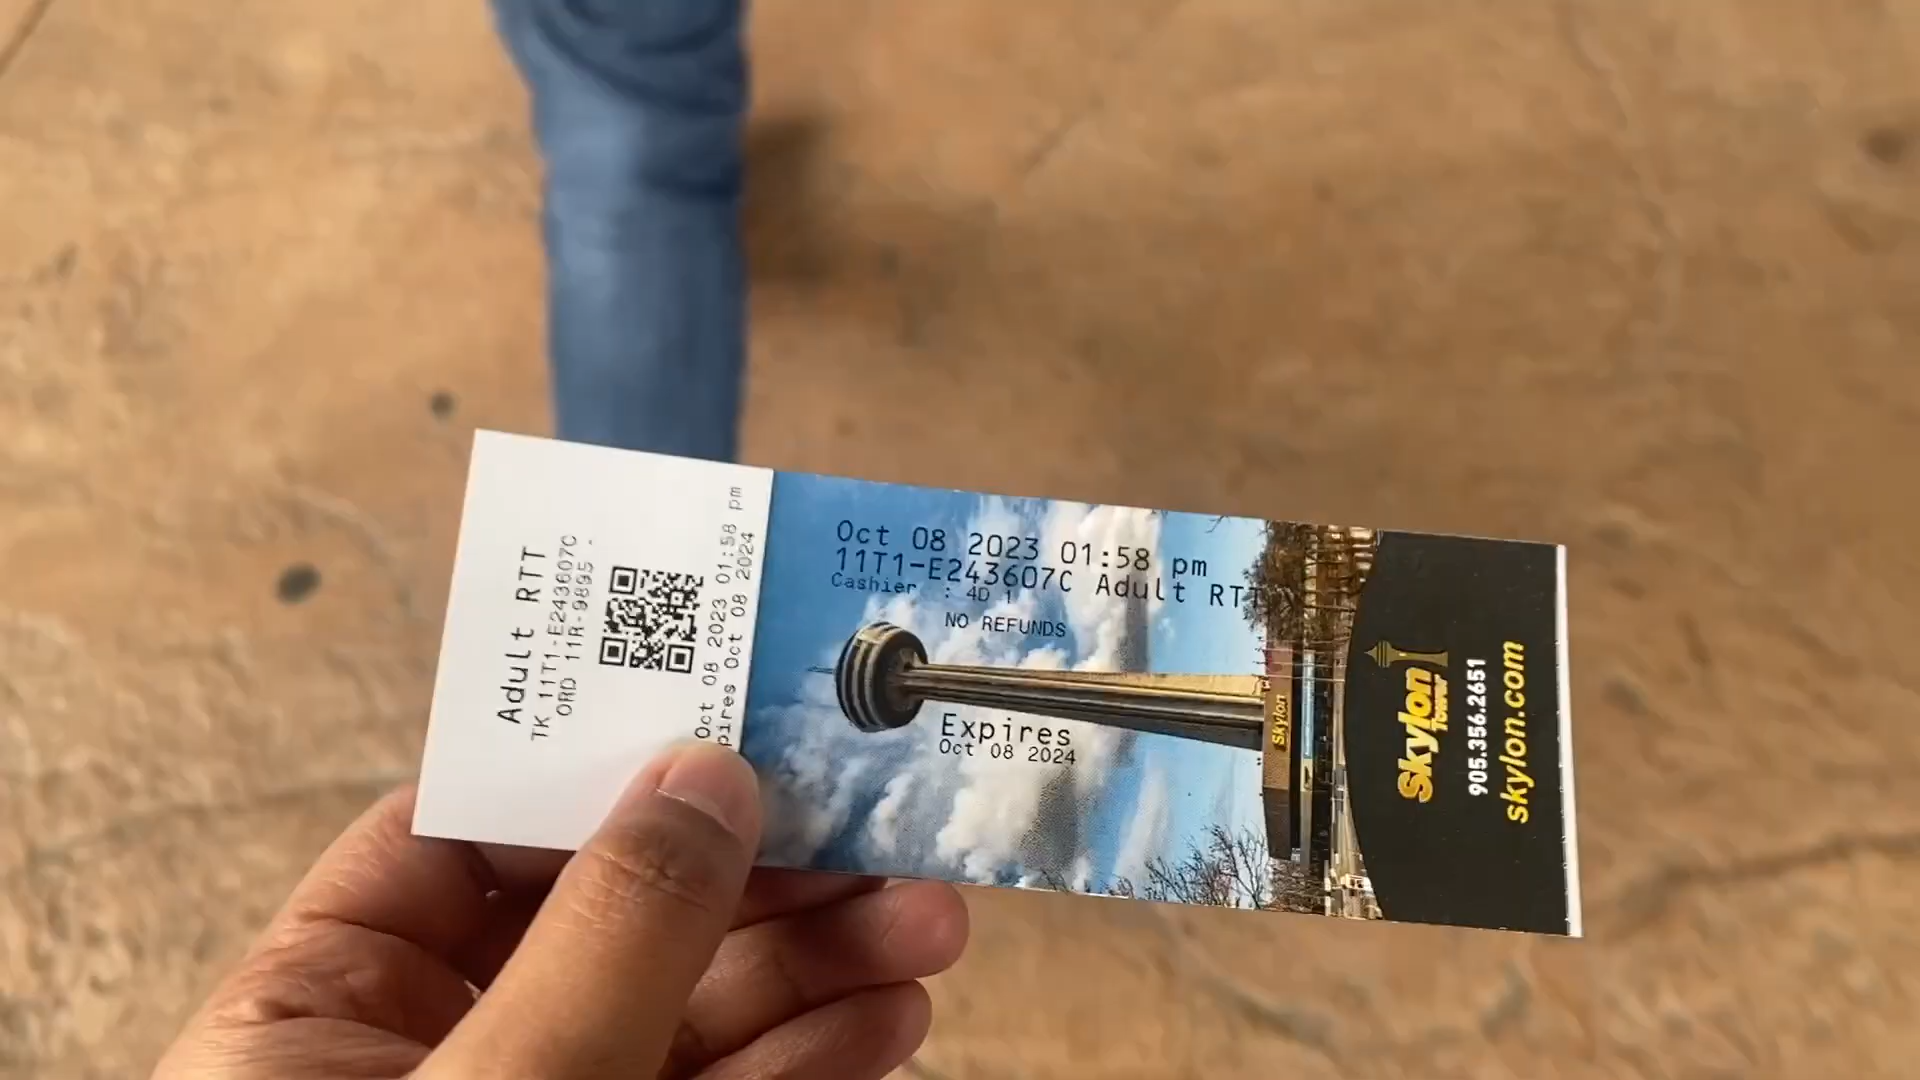 Adult RTT
TK 11T1-E243607C
ORD 11R-9895 -
Oct 08 2023 01:58 pm
pires Oct 08 2024
Oct 08 2023 01:58 pm
11T1-E243607C Adult RTT
Cashier : 4D 1
NO REFUNDS
Expires
Oct 08 2024
Skylon
Skylon
Tower
905.356.2651
skylon.com